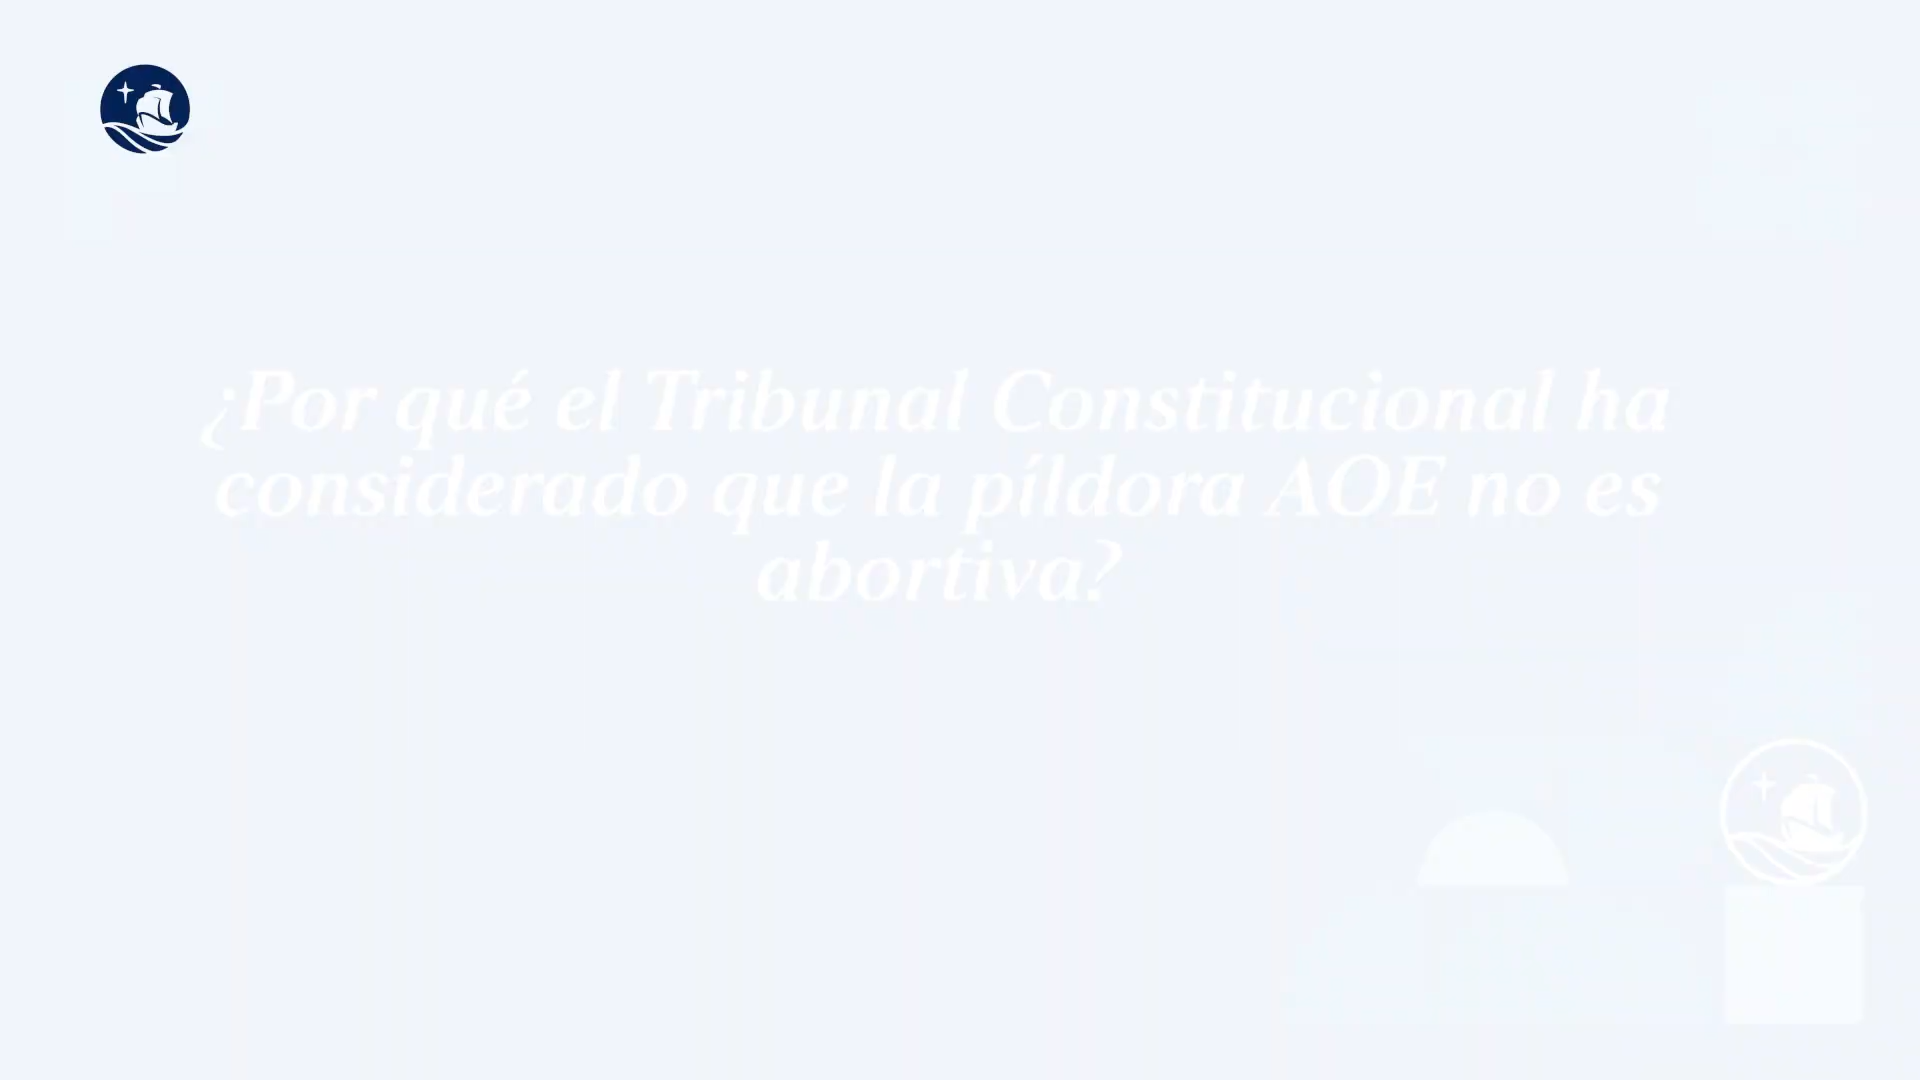 ¿Por qué el Tribunal Constitucional ha
considerado que la píldora AOE no es
abortiva?